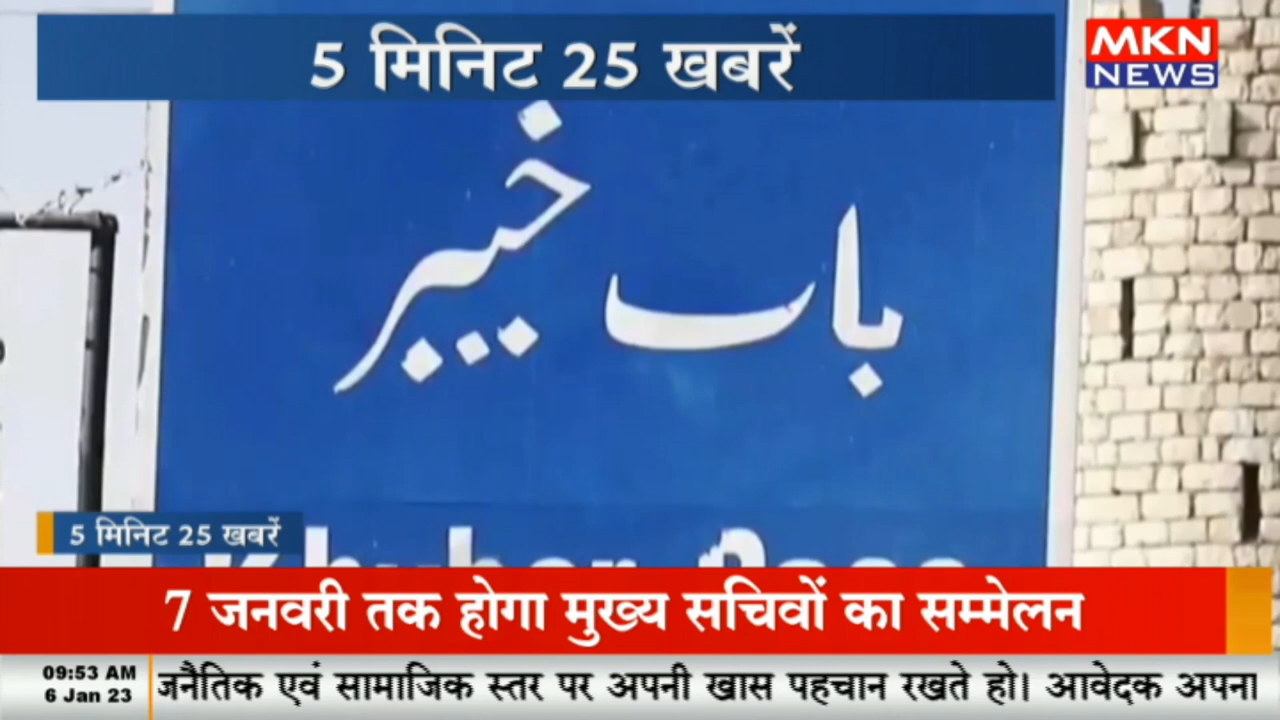 5 मिनिट 25 खबरें
MKN
NEWS
باب خیبر
5 मिनिट 25 खबरें
7 जनवरी तक होगा मुख्य सचिवों का सम्मेलन
09:53 AM
6 Jan 23
जनैतिक एवं सामाजिक स्तर पर अपनी खास पहचान रखते हो। आवेदक अपना